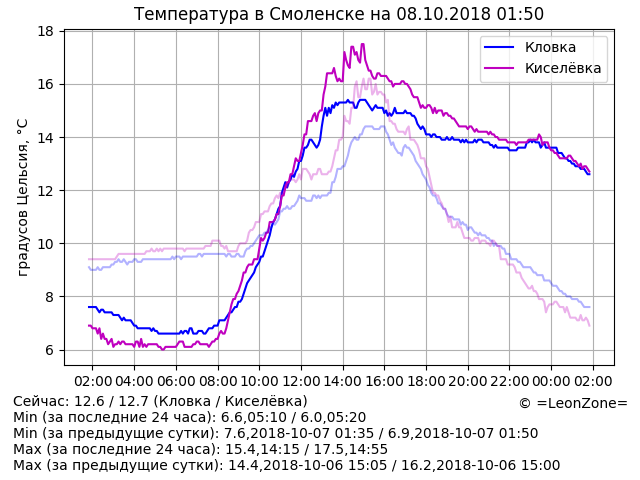 Температура в Смоленске на 08.10.2018 01:50
Кловка
Киселёвка
градусов Цельсия, °C
18
16
14
12
10
8
6
02:00 04:00 06:00 08:00 10:00 12:00 14:00 16:00 18:00 20:00 22:00 00:00 02:00
Сейчас: 12.6 / 12.7 (Кловка / Киселёвка)
© =LeonZone=
Min (за последние 24 часа): 6.6,05:10 / 6.0,05:20
Min (за предыдущие сутки): 7.6,2018-10-07 01:35 / 6.9,2018-10-07 01:50
Max (за последние 24 часа): 15.4,14:15 / 17.5,14:55
Max (за предыдущие сутки): 14.4,2018-10-06 15:05 / 16.2,2018-10-06 15:00